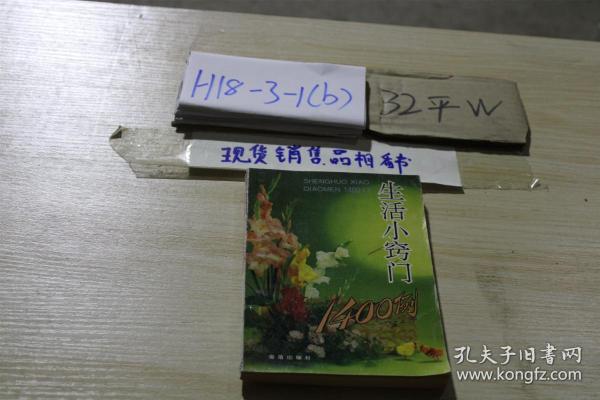 H18-3-1(b)
32平W
现货销售品相看书
SHENGHUO XIAO
QIAOMEN 1400 LI
生活小窍门
1400例
孔夫子旧书网
www.kongfz.com